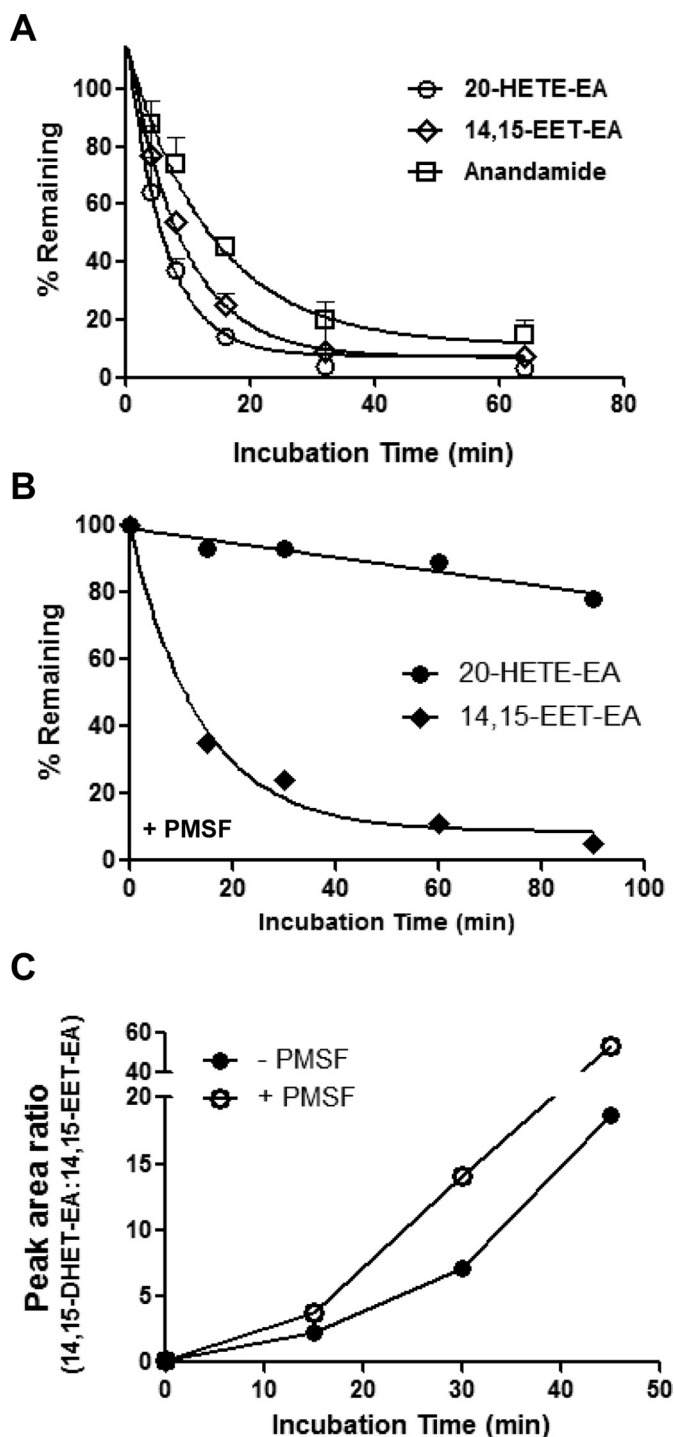 A
20-HETE-EA
14,15-EET-EA
Anandamide
% Remaining
100
80
60
40
20
0
0 20 40 60 80
Incubation Time (min)
B
% Remaining
100
80
60
40
20
0
20-HETE-EA
14,15-EET-EA
+ PMSF
0 20 40 60 80 100
Incubation Time (min)
C
Peak area ratio
(14,15-DHET-EA:14,15-EET-EA)
60
40
20
15
10
5
0
- PMSF
+ PMSF
0 10 20 30 40 50
Incubation Time (min)